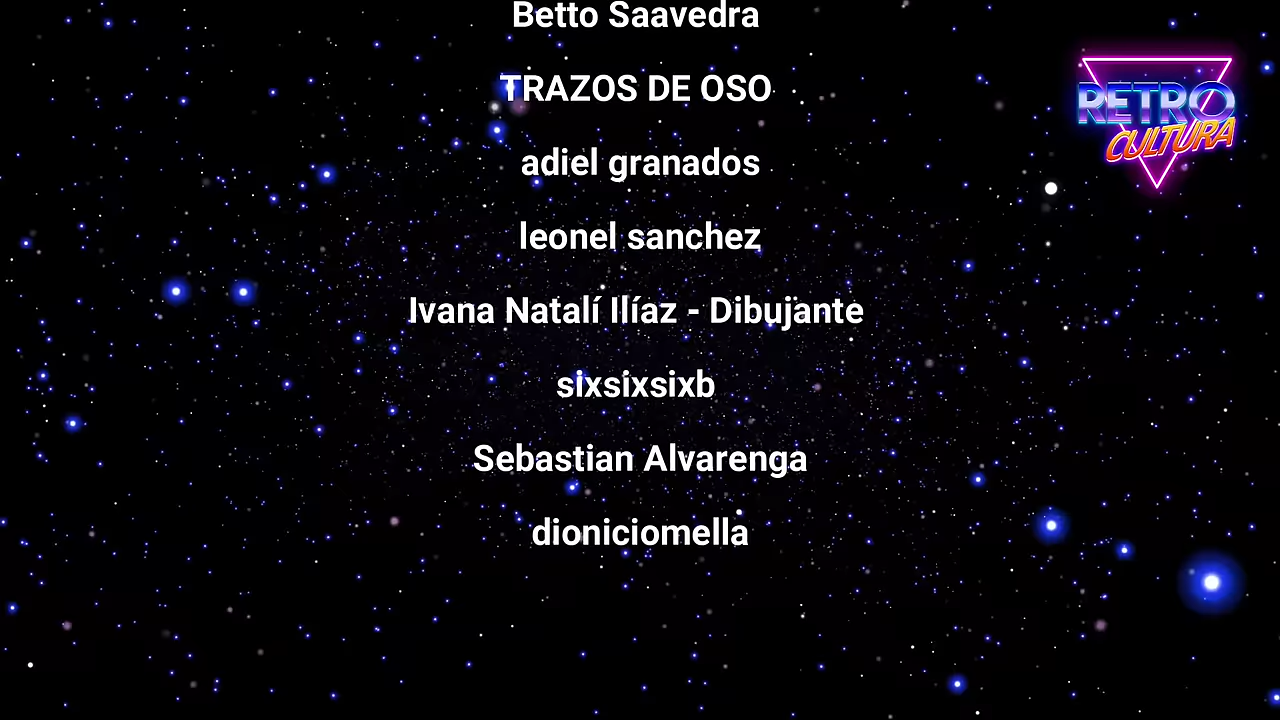 Betto Saavedra
TRAZOS DE OSO
RETRO
CULTURA
adiel granados
leonel sanchez
Ivana Natalí Ilíaz - Dibujante
sixsixsixb
Sebastian Alvarenga
dioniciomella